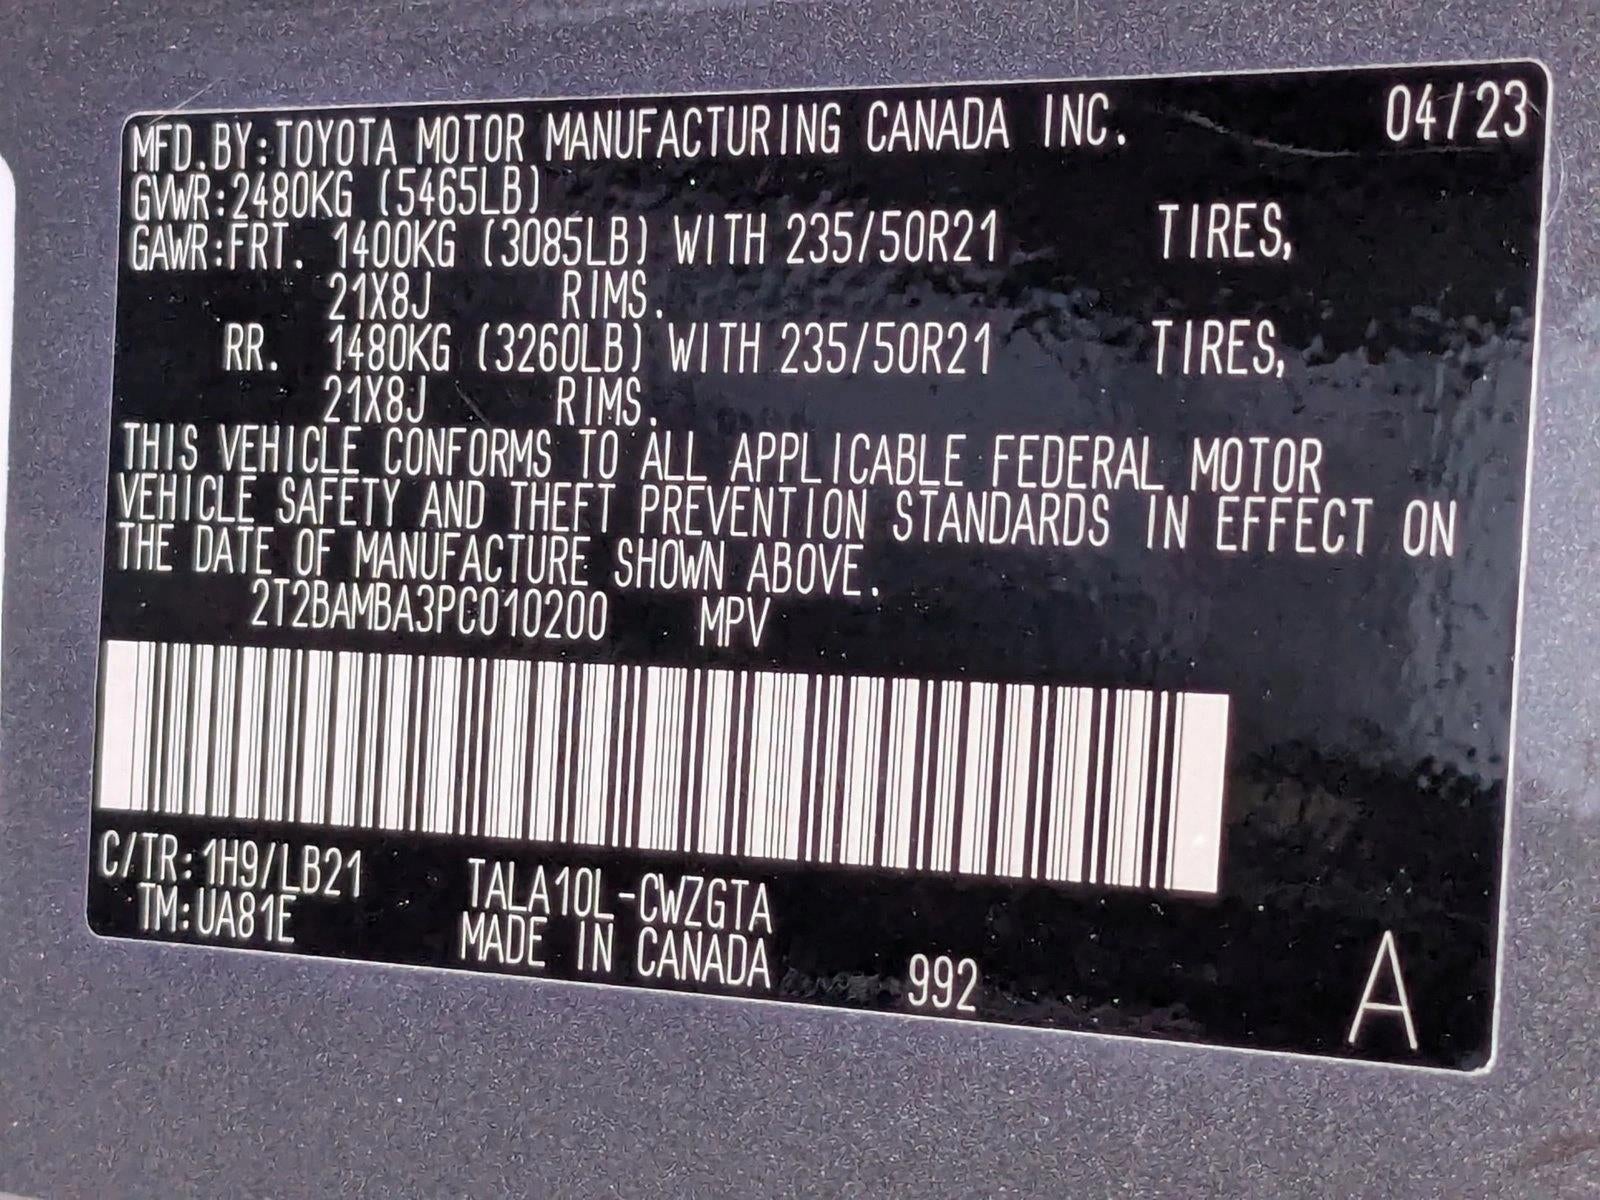 MFD.BY:TOYOTA MOTOR MANUFACTURING CANADA INC. 04/23
GVWR:2480KG (5465LB)
GAWR:FRT. 1400KG (3085LB) WITH 235/50R21 TIRES,
21X8J RIMS.
RR. 1480KG (3260LB) WITH 235/50R21 TIRES,
21X8J RIMS.
THIS VEHICLE CONFORMS TO ALL APPLICABLE FEDERAL MOTOR
VEHICLE SAFETY AND THEFT PREVENTION STANDARDS IN EFFECT ON
THE DATE OF MANUFACTURE SHOWN ABOVE.
2T2BAMBA3PC010200 MPV
C/TR: 1H9/LB21 TALA10L-CWZGTA
TM:UA81E MADE IN CANADA 992 A